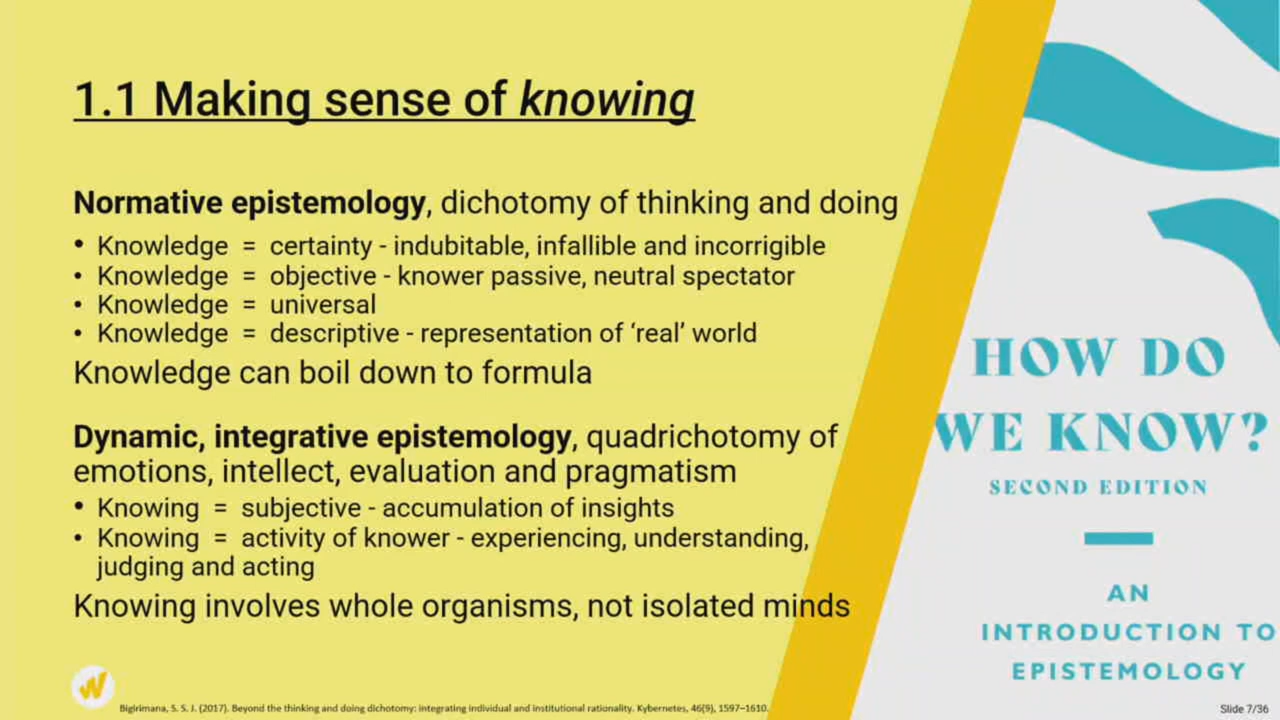 1.1 Making sense of knowing
Normative epistemology, dichotomy of thinking and doing
• Knowledge = certainty - indubitable, infallible and incorrigible
• Knowledge = objective - knower passive, neutral spectator
• Knowledge = universal
• Knowledge = descriptive - representation of ‘real’ world
Knowledge can boil down to formula
Dynamic, integrative epistemology, quadrichotomy of
emotions, intellect, evaluation and pragmatism
• Knowing = subjective - accumulation of insights
• Knowing = activity of knower - experiencing, understanding,
judging and acting
Knowing involves whole organisms, not isolated minds
Bigirimana, S. S. J. (2017). Beyond the thinking and doing dichotomy: integrating individual and institutional rationality. Kybernetes, 46(9), 1597–1610.
HOW DO
WE KNOW?
SECOND EDITION
AN
INTRODUCTION TO
EPISTEMOLOGY
Slide 7/36